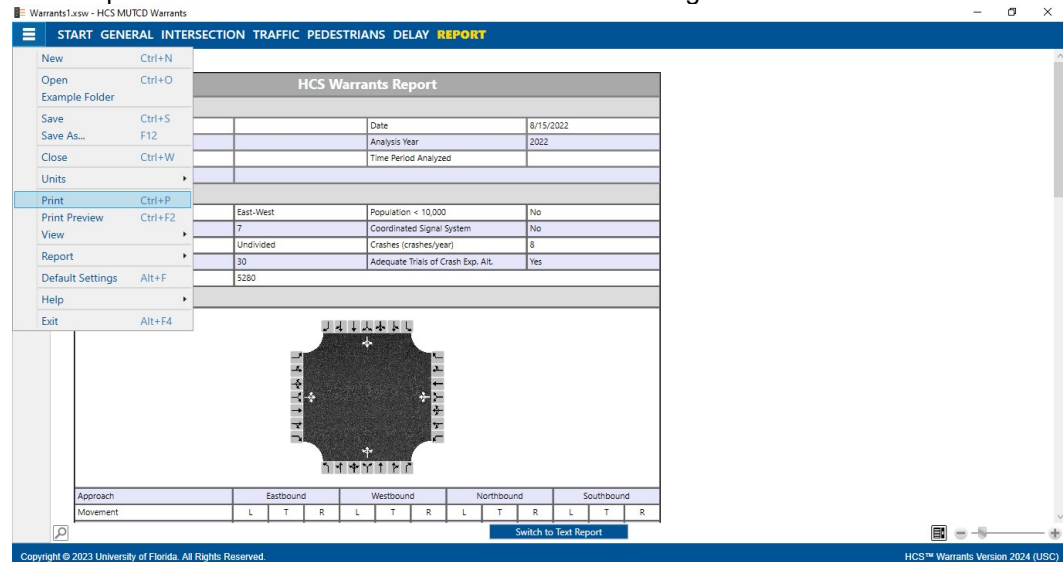 Warrants1.xsw - HCS MUTCD Warrants
START GENERAL INTERSECTION TRAFFIC PEDESTRIANS DELAY REPORT
New Ctrl+N
Open Ctrl+O
Example Folder
Save Ctrl+S
Save As... F12
Close Ctrl+W
Units
Print Ctrl+P
Print Preview Ctrl+F2
View
Report
Default Settings Alt+F
Help
Exit Alt+F4
HCS Warrants Report
Date 8/15/2022
Analysis Year 2022
Time Period Analyzed
East-West Population < 10,000 No
7 Coordinated Signal System No
Undivided Crashes (crashes/year) 8
30 Adequate Trials of Crash Exp. Alt. Yes
5280
Approach Eastbound Westbound Northbound Southbound
Movement L T R L T R L T R L T R
Switch to Text Report
Copyright © 2023 University of Florida. All Rights Reserved. HCS™ Warrants Version 2024 (USC)